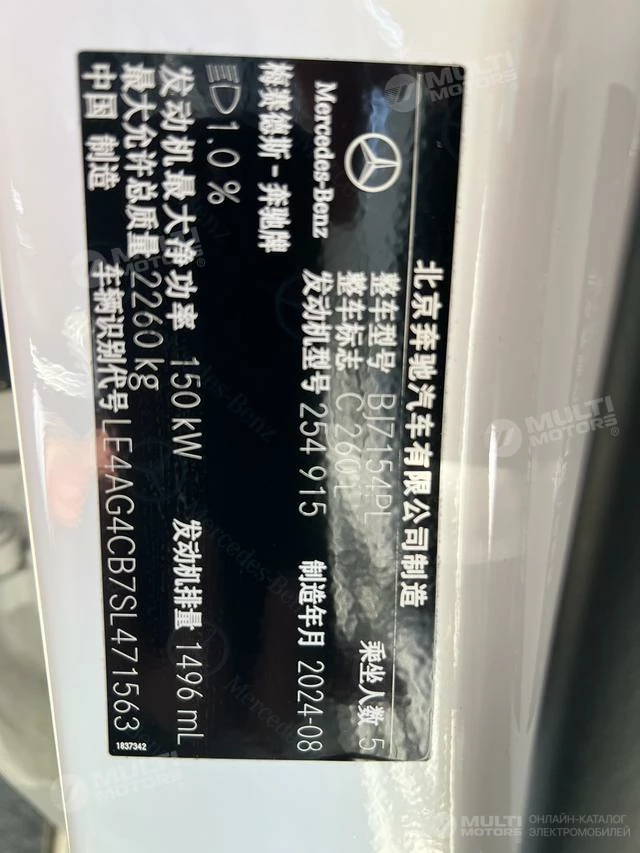 北京奔驰汽车有限公司制造
整车型号 BJ7154PL 乘坐人数 5
整车标志 C 260 L
Mercedes-Benz
发动机型号 254 915 制造年月 2024-08
梅赛德斯-奔驰牌
1.0 %
发动机最大净功率 150 kW 发动机排量 1496 mL
最大允许总质量 2260 kg
中国 制造 车辆识别代号 LE4AG4CB7SL471563
1837342
MULTI MOTORS
ОНЛАЙН-КАТАЛОГ
ЭЛЕКТРОМОБИЛЕЙ